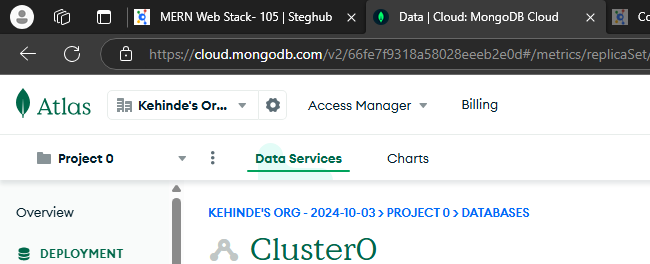 MERN Web Stack- 105 | Steghub
Data | Cloud: MongoDB Cloud
Co
https://cloud.mongodb.com/v2/66fe7f9318a58028eeeb2e0d#/metrics/replicaSet/
Atlas
Kehinde's Or...
Access Manager
Billing
Project 0
Data Services
Charts
Overview
KEHINDE'S ORG - 2024-10-03 > PROJECT 0 > DATABASES
DEPLOYMENT
Cluster0